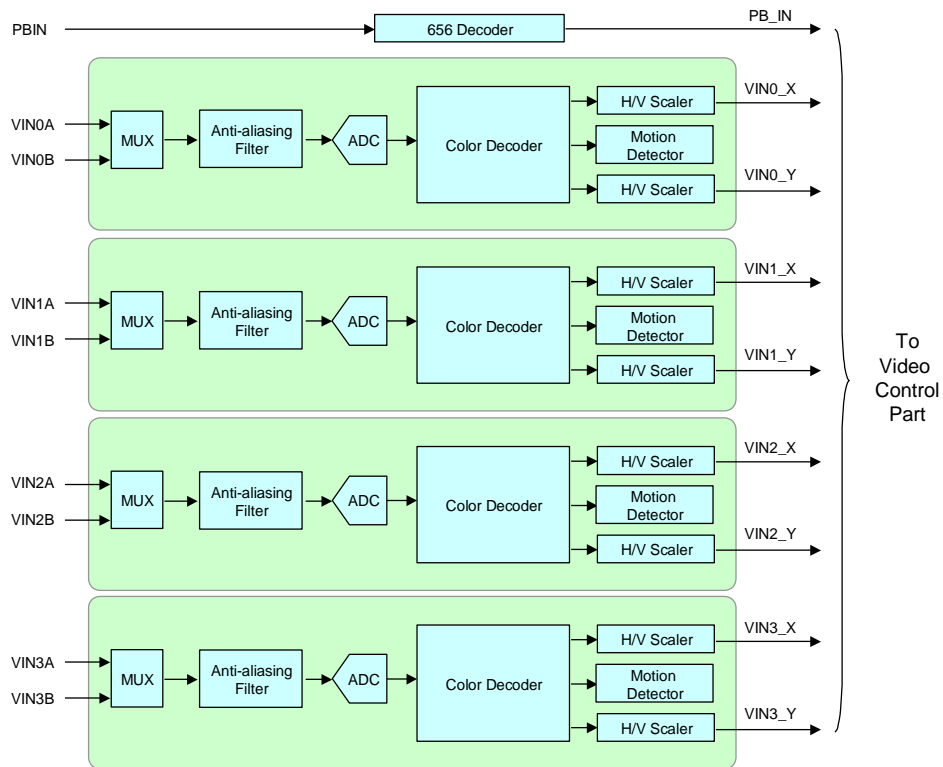 PBIN
656 Decoder
PB_IN
VIN0A
VIN0B
MUX
Anti-aliasing
Filter
ADC
Color Decoder
H/V Scaler
Motion
Detector
H/V Scaler
VIN0_X
VIN0_Y
VIN1A
VIN1B
MUX
Anti-aliasing
Filter
ADC
Color Decoder
H/V Scaler
Motion
Detector
H/V Scaler
VIN1_X
VIN1_Y
VIN2A
VIN2B
MUX
Anti-aliasing
Filter
ADC
Color Decoder
H/V Scaler
Motion
Detector
H/V Scaler
VIN2_X
VIN2_Y
VIN3A
VIN3B
MUX
Anti-aliasing
Filter
ADC
Color Decoder
H/V Scaler
Motion
Detector
H/V Scaler
VIN3_X
VIN3_Y
To
Video
Control
Part